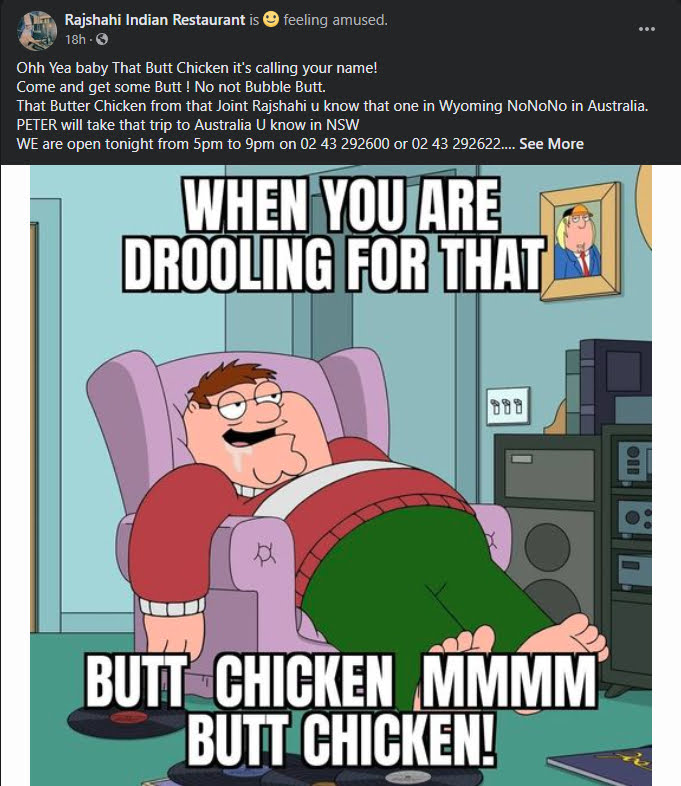 Rajshahi Indian Restaurant is 🙂 feeling amused.
18h ·
Ohh Yea baby That Butt Chicken it's calling your name!
Come and get some Butt ! No not Bubble Butt.
That Butter Chicken from that Joint Rajshahi u know that one in Wyoming NoNoNo in Australia.
PETER will take that trip to Australia U know in NSW
WE are open tonight from 5pm to 9pm on 02 43 292600 or 02 43 292622.... See More
WHEN YOU ARE
DROOLING FOR THAT
BUTT CHICKEN MMMM
BUTT CHICKEN!